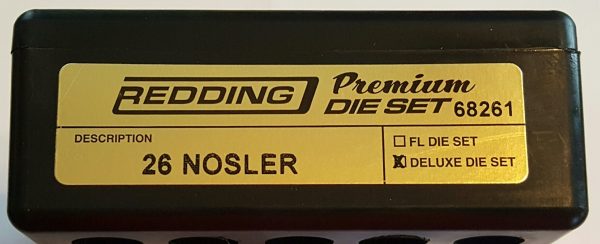 REDDING Premium
DIE SET 68261
DESCRIPTION
26 NOSLER
FL DIE SET
DELUXE DIE SET